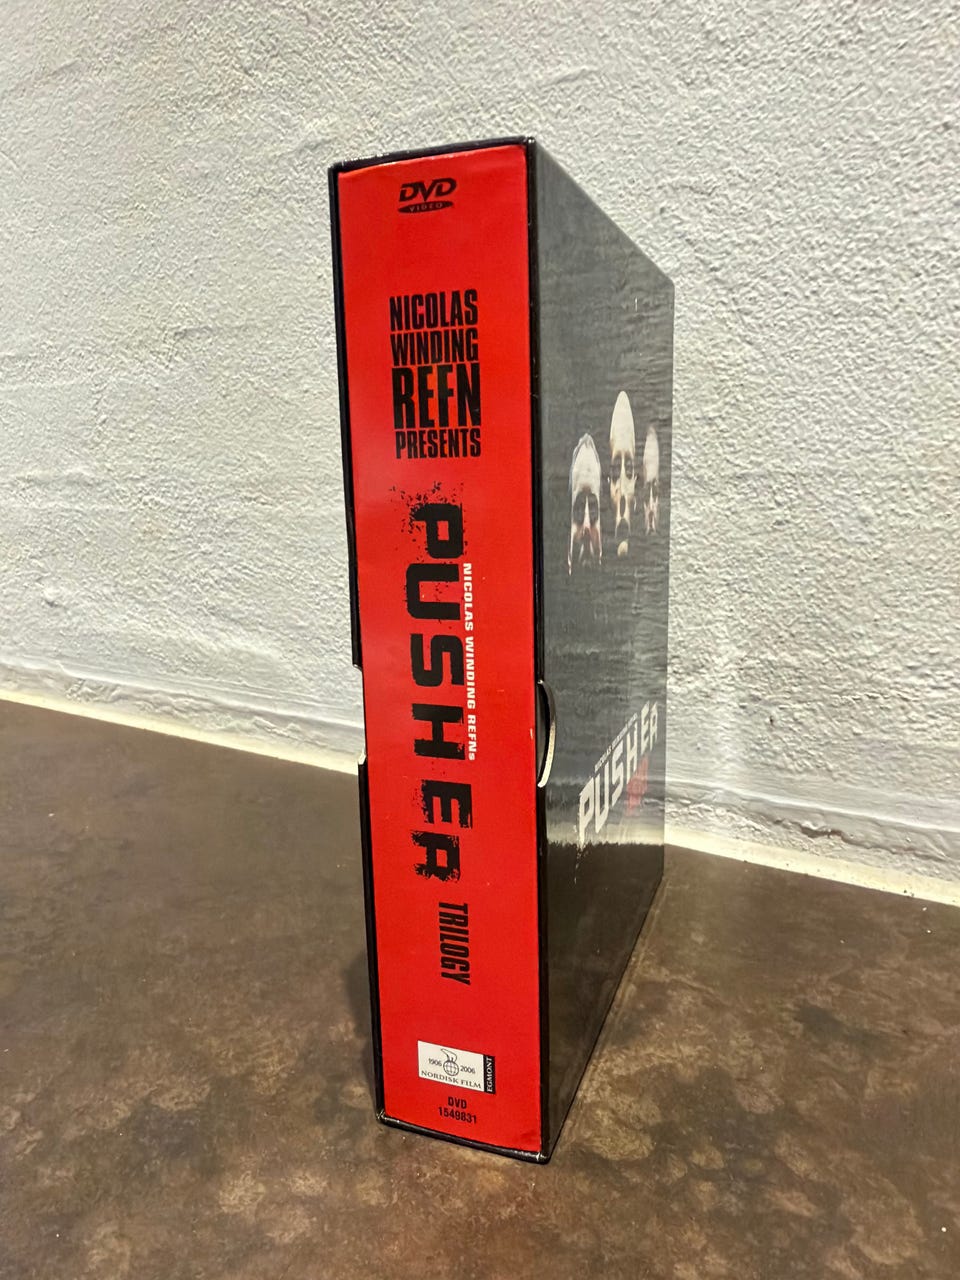 DVD
VIDEO
NICOLAS
WINDING
REFN
PRESENTS
NICOLAS WINDING REFNs
PUSHER
TRILOGY
1906 2006
NORDISK FILM
EGMONT
DVD
1549831
PUSHER